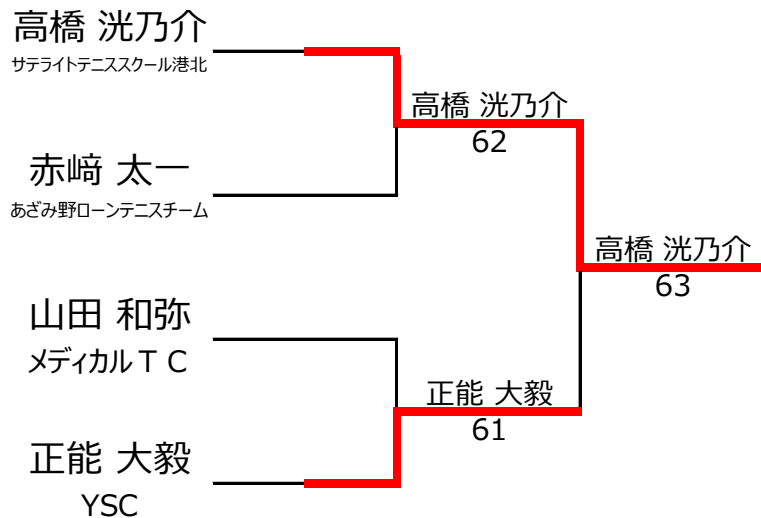 高橋 洸乃介
サテライトテニススクール港北
高橋 洸乃介
62
赤﨑 太一
あざみ野ローンテニスチーム
高橋 洸乃介
63
山田 和弥
メディカルＴＣ
正能 大毅
61
正能 大毅
YSC